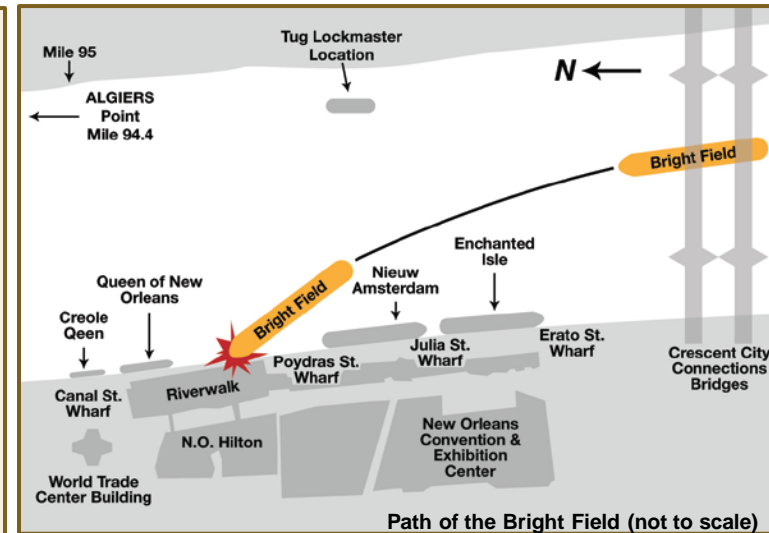 Mile 95
ALGIERS
Point
Mile 94.4
Tug Lockmaster
Location
N
Bright Field
Enchanted
Isle
Nieuw
Amsterdam
Queen of New
Orleans
Creole
Qeen
Bright Field
Canal St.
Wharf
Riverwalk
Poydras St.
Wharf
Julia St.
Wharf
Erato St.
Wharf
Crescent City
Connections
Bridges
World Trade
Center Building
N.O. Hilton
New Orleans
Convention &
Exhibition
Center
Path of the Bright Field (not to scale)